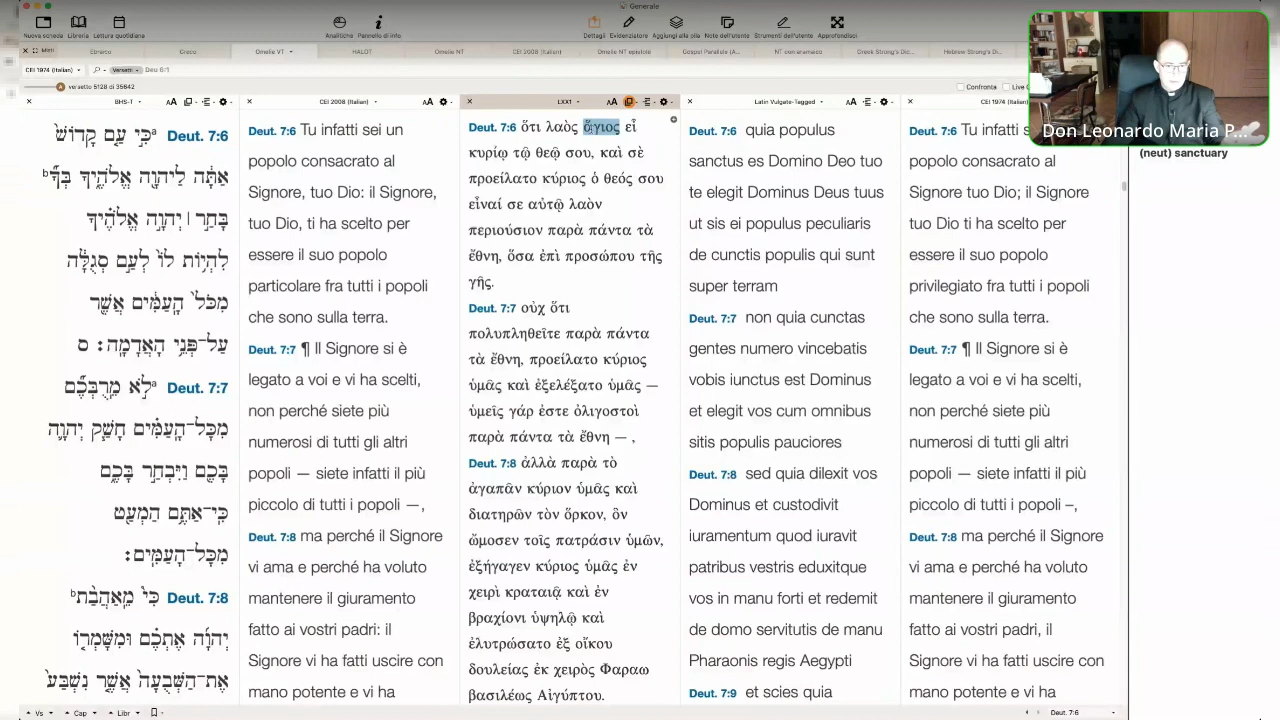 Generale
Nuova scheda Libreria Lettura quotidiana Analitiche Pannello di info Dettagli Evidenziatore Aggiungi alla pila Note dell'utente Strumenti dell'utente Approfondisci
Mimi Ebraico Greco Omelie VT HALOT Omelie NT CEI 2008 (Italian) Omelie NT epistole Gospel Parallels (A... NT con aramaico Greek Strong's Dic... Hebrew Strong's Di...
CEI 1974 (Italian) Versetti Deu 6:1
versetto 5128 di 35642 Confronta Live
BHS-T
Deut. 7:6 כִּ֣י עַ֤ם קָדוֹשׁ֙
אַתָּ֔ה לַיהוָ֖ה אֱלֹהֶ֑יךָ בְּךָ֞
בָּחַ֣ר ׀ יְהוָ֣ה אֱלֹהֶ֗יךָ
לִהְי֥וֹת לוֹ֙ לְעַ֣ם סְגֻלָּ֔ה
מִכֹּל֙ הָֽעַמִּ֔ים אֲשֶׁ֖ר
עַל־פְּנֵ֥י הָאֲדָמָֽה׃ ס
Deut. 7:7 לֹ֣א מֵֽרֻבְּכֶ֞ם
מִכָּל־הָֽעַמִּ֗ים חָשַׁ֧ק יְהוָ֛ה
בָּכֶ֖ם וַיִּבְחַ֣ר בָּכֶ֑ם
כִּֽי־אַתֶּ֥ם הַמְעַ֖ט
מִכָּל־הָעַמִּֽים׃
Deut. 7:8 כִּי֩ מֵֽאַהֲבַ֨ת
יְהוָ֜ה אֶתְכֶ֗ם וּמִשָּׁמְר֤וֹ
אֶת־הַשְּׁבֻעָה֙ אֲשֶׁ֤ר נִשְׁבַּע֙
CEI 2008 (Italian)
Deut. 7:6 Tu infatti sei un
popolo consacrato al
Signore, tuo Dio: il Signore,
tuo Dio, ti ha scelto per
essere il suo popolo
particolare fra tutti i popoli
che sono sulla terra.
Deut. 7:7 ¶ Il Signore si è
legato a voi e vi ha scelti,
non perché siete più
numerosi di tutti gli altri
popoli — siete infatti il più
piccolo di tutti i popoli —,
Deut. 7:8 ma perché il Signore
vi ama e perché ha voluto
mantenere il giuramento
fatto ai vostri padri: il
Signore vi ha fatti uscire con
mano potente e vi ha
LXX1
Deut. 7:6 ὅτι λαὸς ἅγιος εἶ
κυρίῳ τῷ θεῷ σου, καὶ σὲ
προείλατο κύριος ὁ θεός σου
εἶναί σε αὐτῷ λαὸν
περιούσιον παρὰ πάντα τὰ
ἔθνη, ὅσα ἐπὶ προσώπου τῆς
γῆς.
Deut. 7:7 οὐχ ὅτι
πολυπληθεῖτε παρὰ πάντα
τὰ ἔθνη, προείλατο κύριος
ὑμᾶς καὶ ἐξελέξατο ὑμᾶς —
ὑμεῖς γάρ ἐστε ὀλιγοστοὶ
παρὰ πάντα τὰ ἔθνη — ,
Deut. 7:8 ἀλλὰ παρὰ τὸ
ἀγαπᾶν κύριον ὑμᾶς καὶ
διατηρῶν τὸν ὅρκον, ὃν
ὤμοσεν τοῖς πατράσιν ὑμῶν,
ἐξήγαγεν κύριος ὑμᾶς ἐν
χειρὶ κραταιᾷ καὶ ἐν
βραχίονι ὑψηλῷ καὶ
ἐλυτρώσατο ἐξ οἴκου
δουλείας ἐκ χειρὸς Φαραω
βασιλέως Αἰγύπτου.
Latin Vulgate-Tagged
Deut. 7:6 quia populus
sanctus es Domino Deo tuo
te elegit Dominus Deus tuus
ut sis ei populus peculiaris
de cunctis populis qui sunt
super terram
Deut. 7:7 non quia cunctas
gentes numero vincebatis
vobis iunctus est Dominus
et elegit vos cum omnibus
sitis populis pauciores
Deut. 7:8 sed quia dilexit vos
Dominus et custodivit
iuramentum quod iuravit
patribus vestris eduxitque
vos in manu forti et redemit
de domo servitutis de manu
Pharaonis regis Aegypti
Deut. 7:9 et scies quia
CEI 1974 (Italian)
Deut. 7:6 Tu infatti s
popolo consacrato al
Signore tuo Dio; il Signore
tuo Dio ti ha scelto per
essere il suo popolo
privilegiato fra tutti i popoli
che sono sulla terra.
Deut. 7:7 ¶ Il Signore si è
legato a voi e vi ha scelti,
non perché siete più
numerosi di tutti gli altri
popoli — siete infatti il più
piccolo di tutti i popoli –,
Deut. 7:8 ma perché il Signore
vi ama e perché ha voluto
mantenere il giuramento
fatto ai vostri padri, il
Signore vi ha fatti uscire con
mano potente e vi ha
Don Leonardo Maria P...
(neut) sanctuary
Vs Cap Libr Deut. 7:6